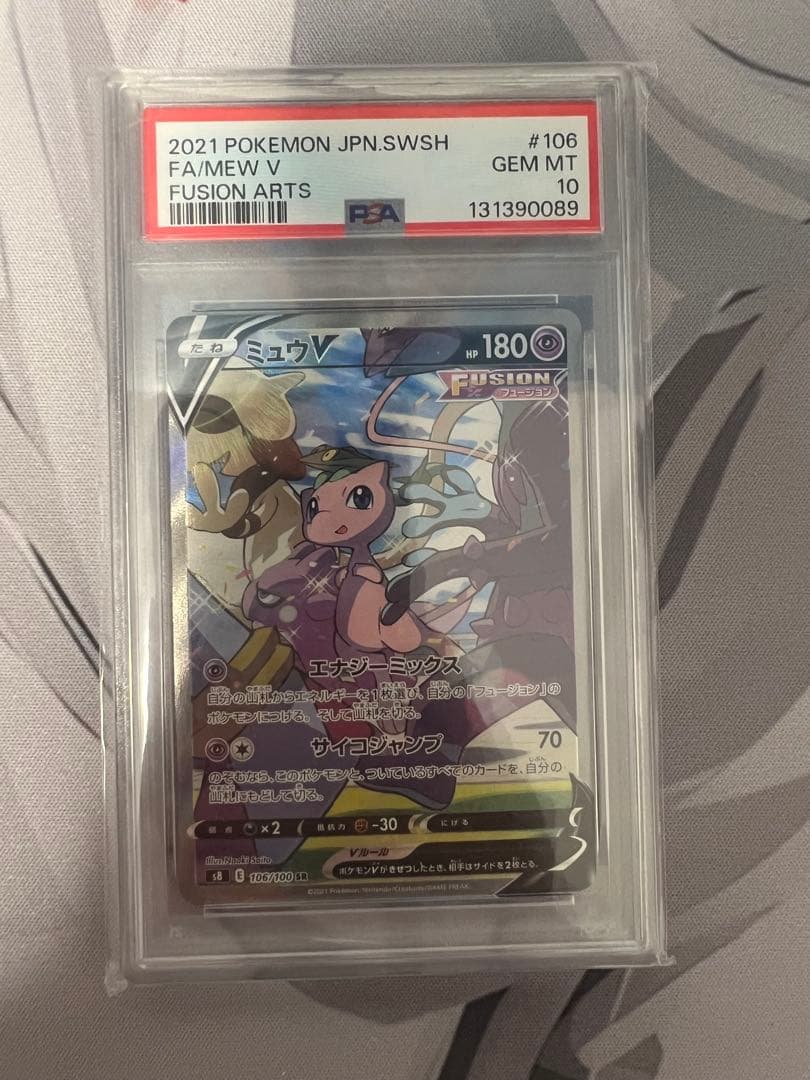 2021 POKEMON JPN.SWSH #106
FA/MEW V GEM MT
FUSION ARTS 10
PSA 131390089
たね ミュウV HP 180
FUSION
フュージョン
エナジーミックス
自分の山札からエネルギーを1枚選び、自分の「フュージョン」の
ポケモンにつける。そして山札を切る。
サイコジャンプ 70
のぞむなら、このポケモンと、ついているすべてのカードを、自分の
山札にもどして切る。
弱点 ×2 抵抗力 -30 にげる
Illus. Naoki Saito
Vルール
ポケモンVがきぜつしたとき、相手はサイドを2枚とる。
s8 E 106/100 SR
©2021 Pokémon/Nintendo/Creatures/GAME FREAK.